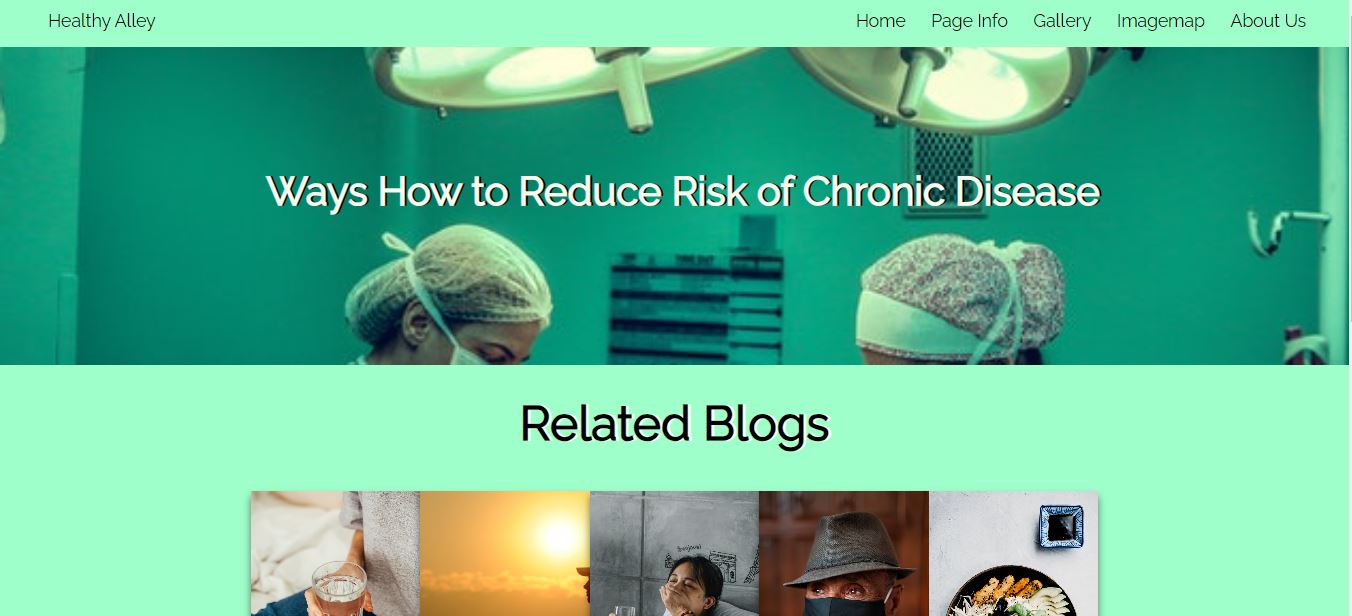 Healthy Alley
Home Page Info Gallery Imagemap About Us
Ways How to Reduce Risk of Chronic Disease
Related Blogs